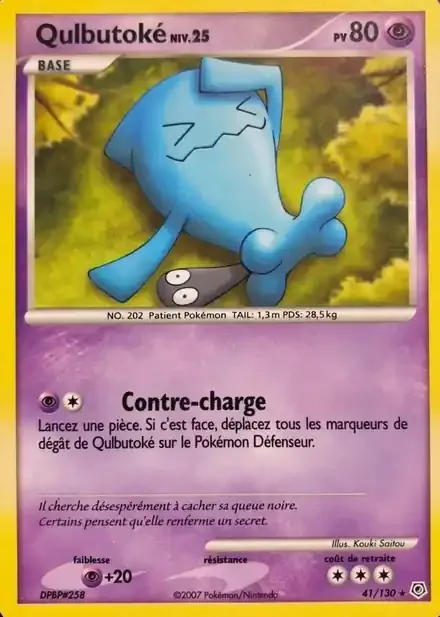 Qulbutoké NIV.25 PV 80
BASE
NO. 202 Patient Pokémon TAIL: 1,3m PDS: 28,5kg
Contre-charge
Lancez une pièce. Si c'est face, déplacez tous les marqueurs de
dégât de Qulbutoké sur le Pokémon Défenseur.
Il cherche désespérément à cacher sa queue noire.
Certains pensent qu'elle renferme un secret.
Illus. Kouki Saitou
faiblesse résistance coût de retraite
+20
DPBP#258 ©2007 Pokémon/Nintendo 41/130 ★